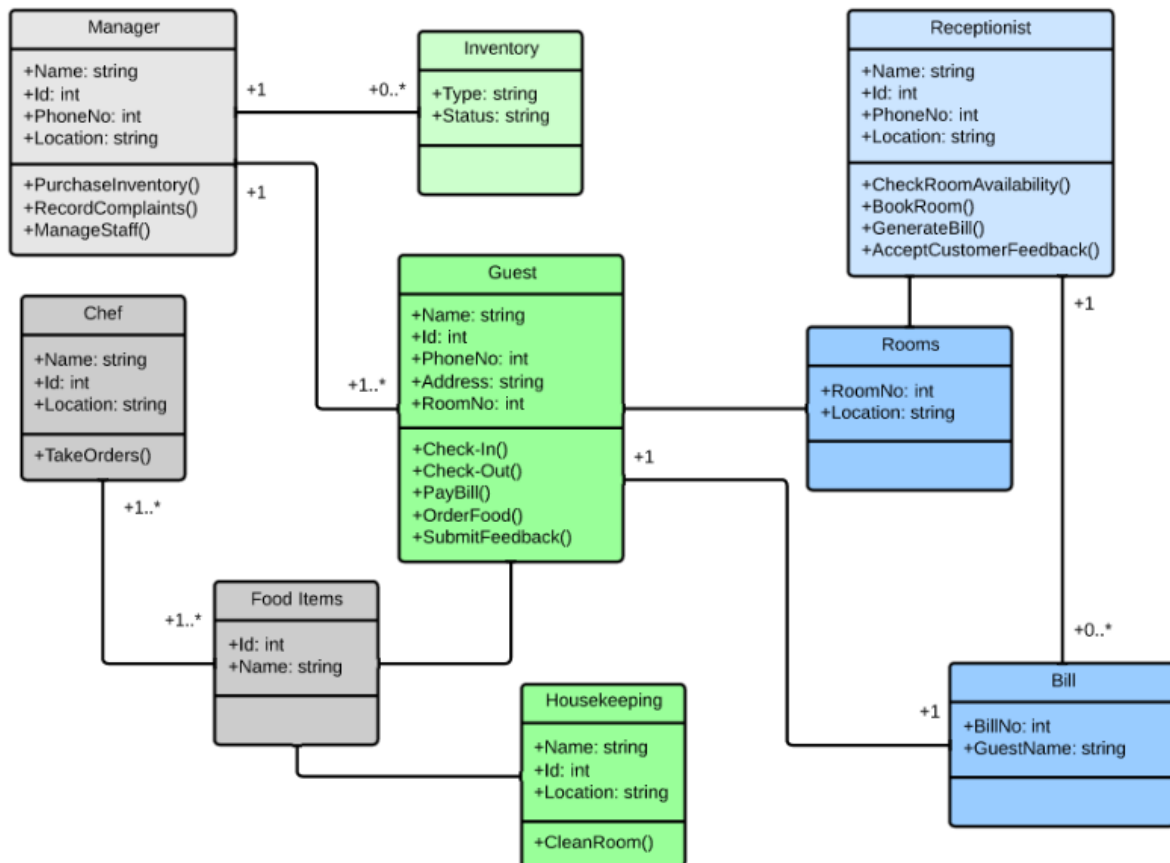 Manager
+Name: string
+Id: int
+PhoneNo: int
+Location: string
+PurchaseInventory()
+RecordComplaints()
+ManageStaff()
+1
+0..*
+1
Inventory
+Type: string
+Status: string
Receptionist
+Name: string
+Id: int
+PhoneNo: int
+Location: string
+CheckRoomAvailability()
+BookRoom()
+GenerateBill()
+AcceptCustomerFeedback()
+1
Chef
+Name: string
+Id: int
+Location: string
+TakeOrders()
+1..*
+1..*
Guest
+Name: string
+Id: int
+PhoneNo: int
+Address: string
+RoomNo: int
+Check-In()
+Check-Out()
+PayBill()
+OrderFood()
+SubmitFeedback()
+1
Rooms
+RoomNo: int
+Location: string
+1..*
Food Items
+Id: int
+Name: string
Housekeeping
+Name: string
+Id: int
+Location: string
+CleanRoom()
+0..*
+1
Bill
+BillNo: int
+GuestName: string